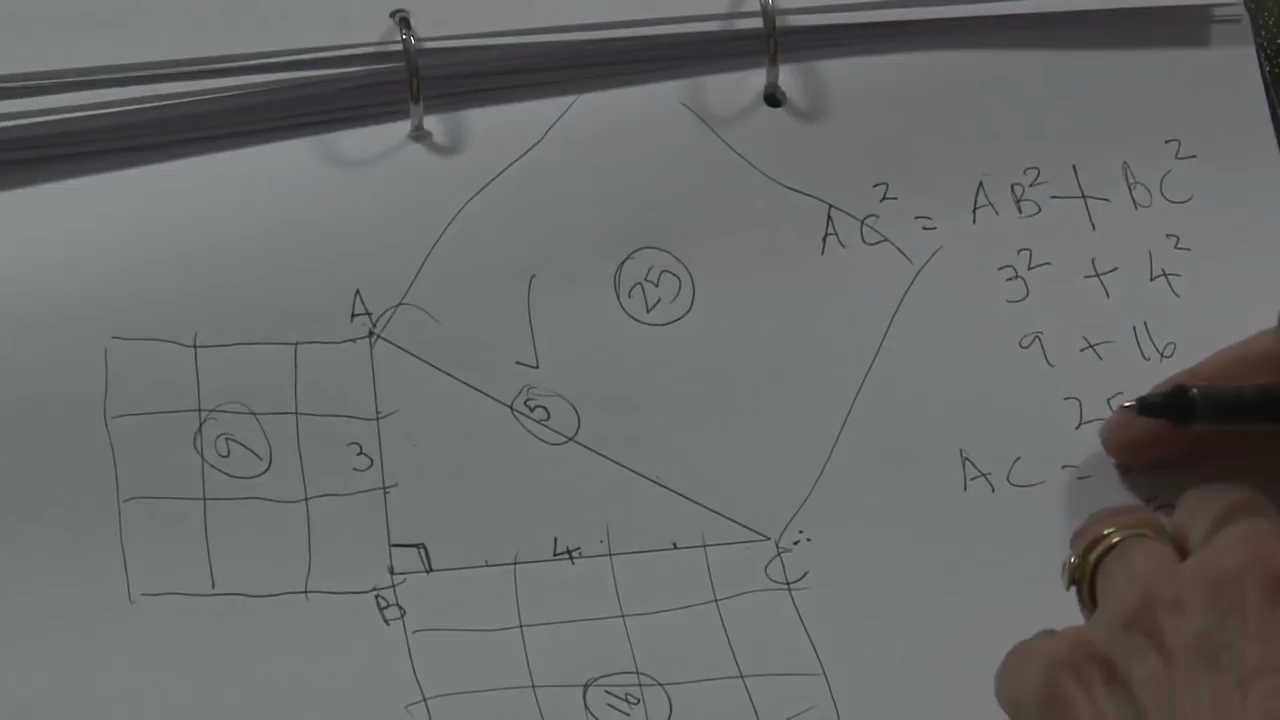 AC² = AB² + BC²
3² + 4²
9 + 16
25
AC =
25
A
5
9
3
4
B
C
16